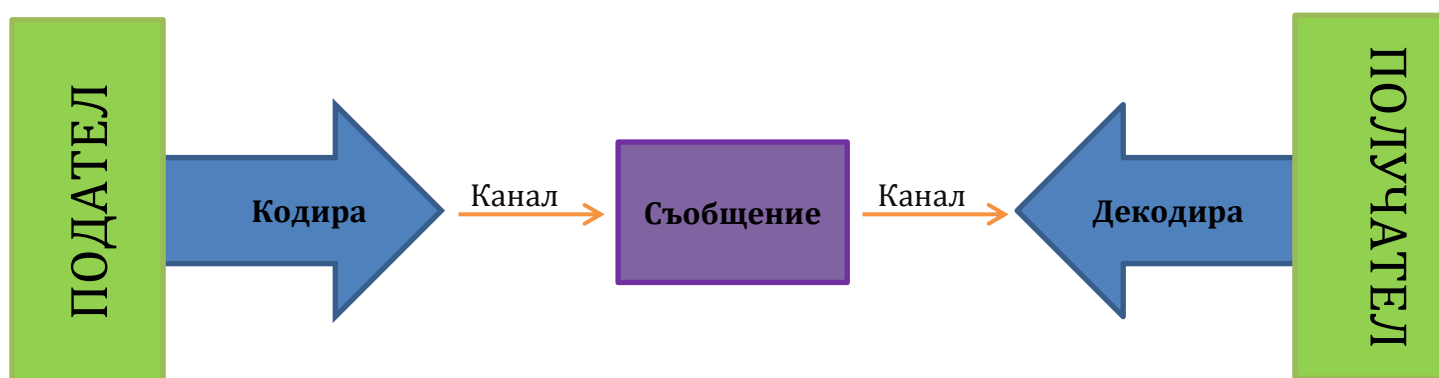 ПОДАТЕЛ
Кодира
Канал
Съобщение
Канал
Декодира
ПОЛУЧАТЕЛ